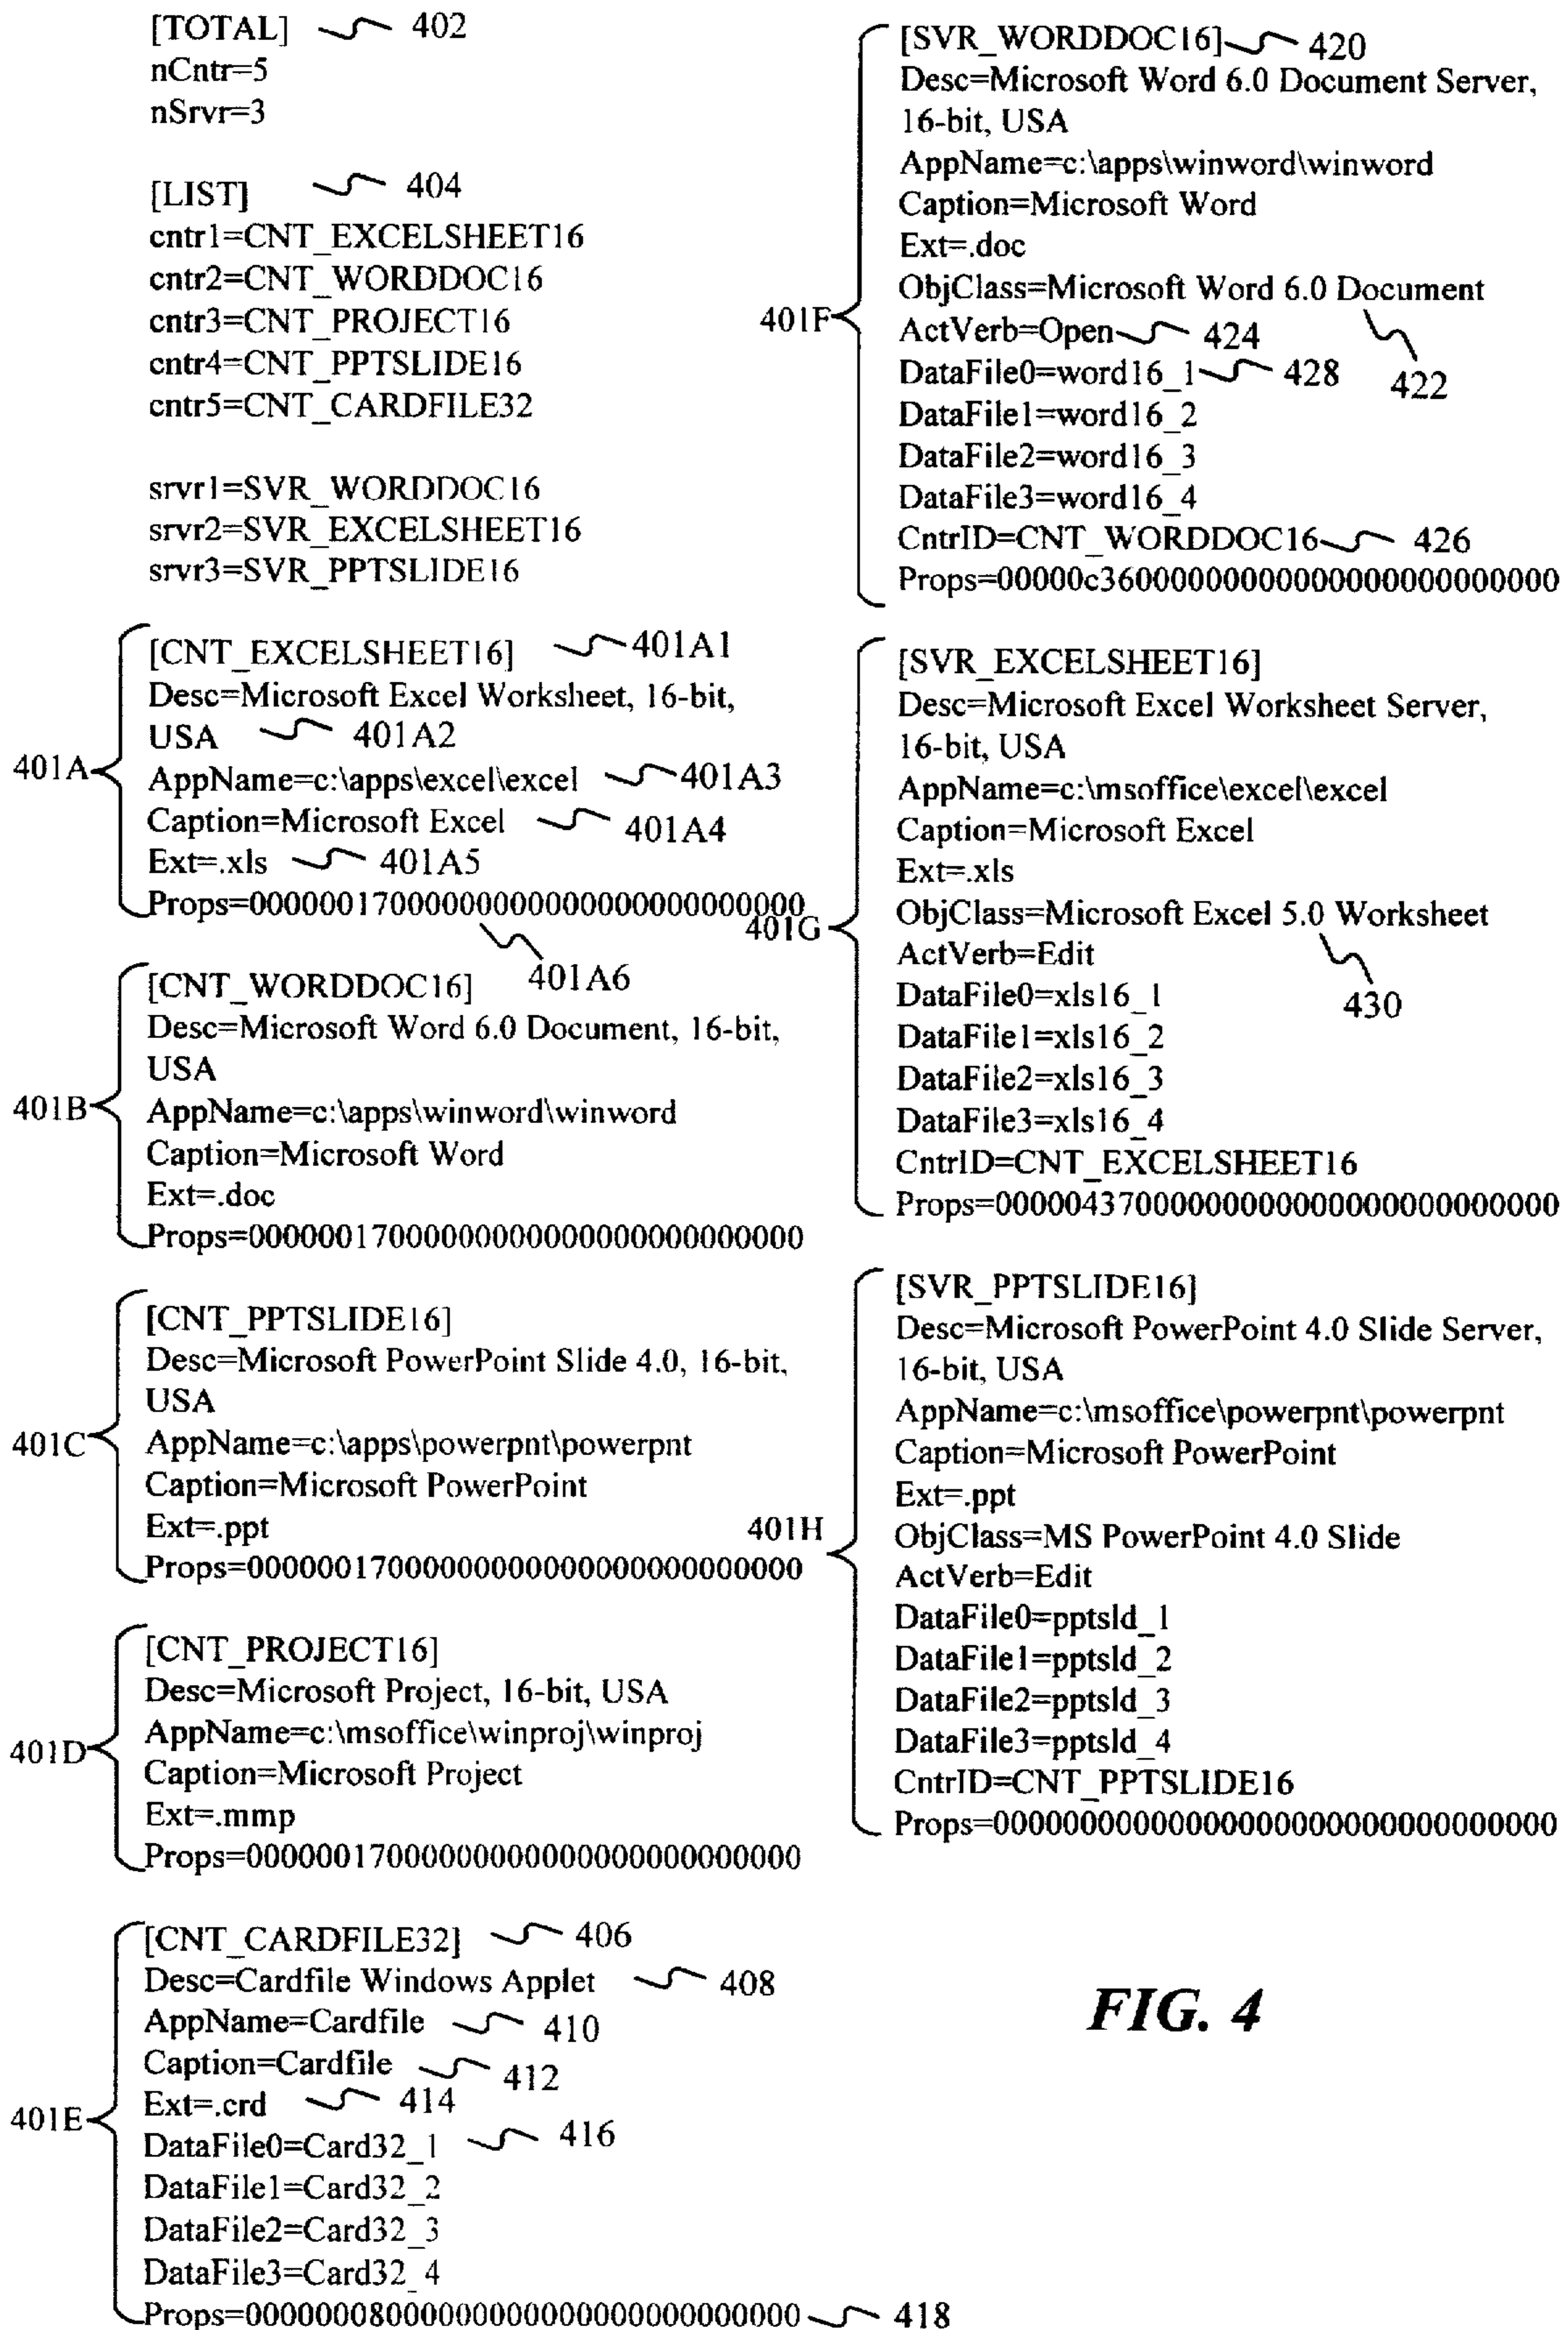 [TOTAL] 402
nCntr=5
nSrvr=3
[LIST] 404
cntr1=CNT_EXCELSHEET16
cntr2=CNT_WORDDOC16
cntr3=CNT_PROJECT16
cntr4=CNT_PPTSLIDE16
cntr5=CNT_CARDFILE32
srvr1=SVR_WORDDOC16
srvr2=SVR_EXCELSHEET16
srvr3=SVR_PPTSLIDE16
401A
[CNT_EXCELSHEET16] 401A1
Desc=Microsoft Excel Worksheet, 16-bit,
USA 401A2
AppName=c:\apps\excel\excel 401A3
Caption=Microsoft Excel 401A4
Ext=.xls 401A5
Props=00000017000000000000000000000000
401A6
401B
[CNT_WORDDOC16]
Desc=Microsoft Word 6.0 Document, 16-bit,
USA
AppName=c:\apps\winword\winword
Caption=Microsoft Word
Ext=.doc
Props=00000017000000000000000000000000
401C
[CNT_PPTSLIDE16]
Desc=Microsoft PowerPoint Slide 4.0, 16-bit,
USA
AppName=c:\apps\powerpnt\powerpnt
Caption=Microsoft PowerPoint
Ext=.ppt
Props=00000017000000000000000000000000
401D
[CNT_PROJECT16]
Desc=Microsoft Project, 16-bit, USA
AppName=c:\msoffice\winproj\winproj
Caption=Microsoft Project
Ext=.mmp
Props=00000017000000000000000000000000
401E
[CNT_CARDFILE32] 406
Desc=Cardfile Windows Applet 408
AppName=Cardfile 410
Caption=Cardfile 412
Ext=.crd 414
DataFile0=Card32_1 416
DataFile1=Card32_2
DataFile2=Card32_3
DataFile3=Card32_4
Props=00000008000000000000000000000000 418
401F
[SVR_WORDDOC16] 420
Desc=Microsoft Word 6.0 Document Server,
16-bit, USA
AppName=c:\apps\winword\winword
Caption=Microsoft Word
Ext=.doc
ObjClass=Microsoft Word 6.0 Document
ActVerb=Open 424
DataFile0=word16_1 428 422
DataFile1=word16_2
DataFile2=word16_3
DataFile3=word16_4
CntrID=CNT_WORDDOC16 426
Props=00000c36000000000000000000000000
401G
[SVR_EXCELSHEET16]
Desc=Microsoft Excel Worksheet Server,
16-bit, USA
AppName=c:\msoffice\excel\excel
Caption=Microsoft Excel
Ext=.xls
ObjClass=Microsoft Excel 5.0 Worksheet
ActVerb=Edit
DataFile0=xls16_1 430
DataFile1=xls16_2
DataFile2=xls16_3
DataFile3=xls16_4
CntrID=CNT_EXCELSHEET16
Props=00000437000000000000000000000000
401H
[SVR_PPTSLIDE16]
Desc=Microsoft PowerPoint 4.0 Slide Server,
16-bit, USA
AppName=c:\msoffice\powerpnt\powerpnt
Caption=Microsoft PowerPoint
Ext=.ppt
ObjClass=MS PowerPoint 4.0 Slide
ActVerb=Edit
DataFile0=pptsld_1
DataFile1=pptsld_2
DataFile2=pptsld_3
DataFile3=pptsld_4
CntrID=CNT_PPTSLIDE16
Props=00000000000000000000000000000000
FIG. 4